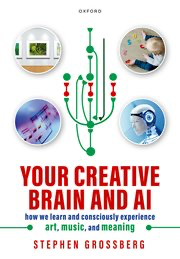 OXFORD
YOUR CREATIVE
BRAIN AND AI
how we learn and consciously experience
art, music, and meaning
STEPHEN GROSSBERG